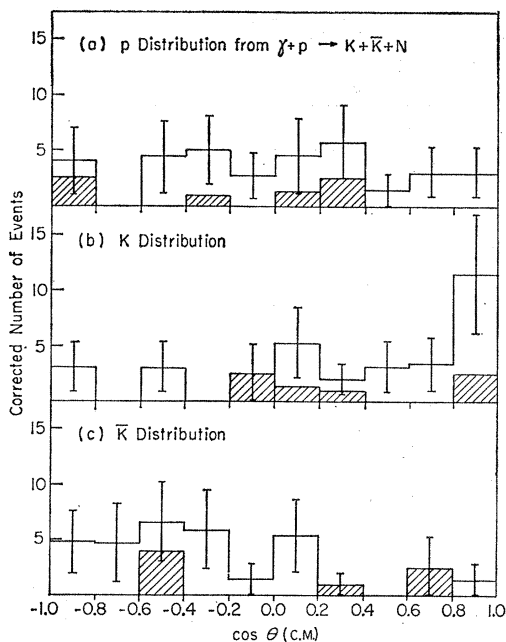 15
(a) p Distribution from γ+p → K+K̅+N
10
5
15
(b) K Distribution
10
5
Corrected Number of Events
15
(c) K̅ Distribution
10
5
-1.0 -0.8 -0.6 -0.4 -0.2 0.0 0.2 0.4 0.6 0.8 1.0
cos θ (C.M.)